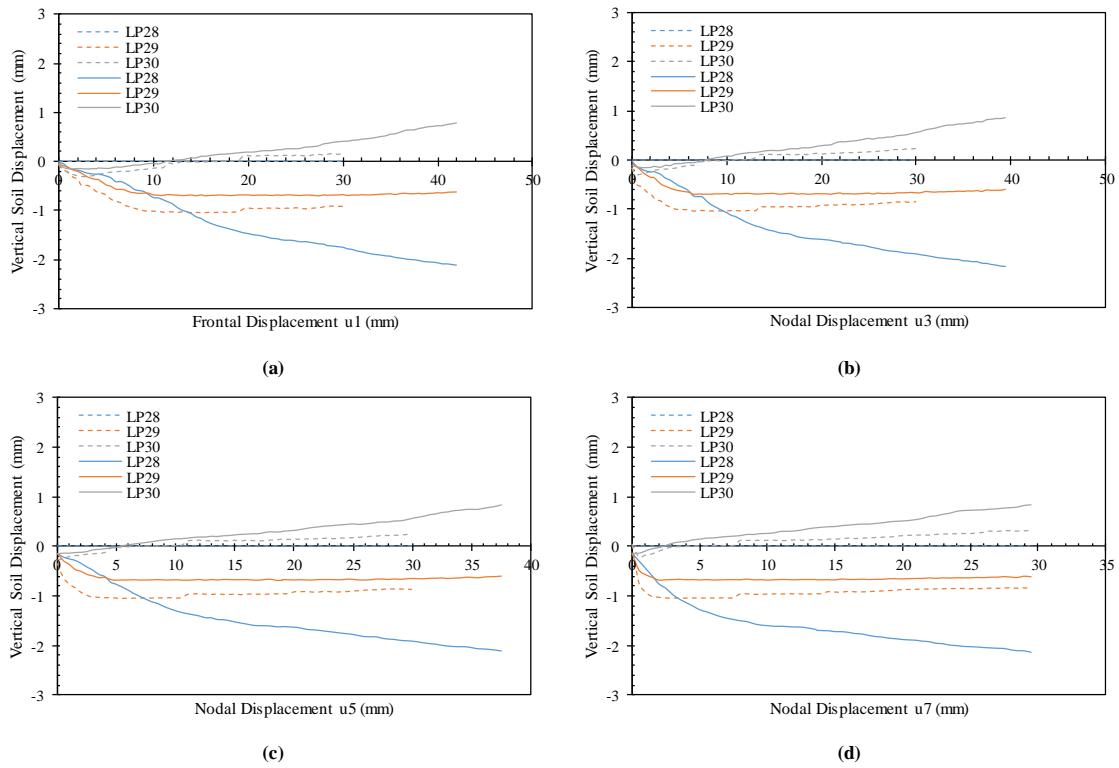 3
2
1
0
-1
-2
-3
0
10
20
30
40
50
LP28
LP29
LP30
LP28
LP29
LP30
Vertical Soil Displacement (mm)
Frontal Displacement u1 (mm)
(a)
3
2
1
0
-1
-2
-3
0
10
20
30
40
50
LP28
LP29
LP30
LP28
LP29
LP30
Vertical Soil Displacement (mm)
Nodal Displacement u3 (mm)
(b)
3
2
1
0
-1
-2
-3
0
5
10
15
20
25
30
35
40
LP28
LP29
LP30
LP28
LP29
LP30
Vertical Soil Displacement (mm)
Nodal Displacement u5 (mm)
(c)
3
2
1
0
-1
-2
-3
0
5
10
15
20
25
30
35
LP28
LP29
LP30
LP28
LP29
LP30
Vertical Soil Displacement (mm)
Nodal Displacement u7 (mm)
(d)